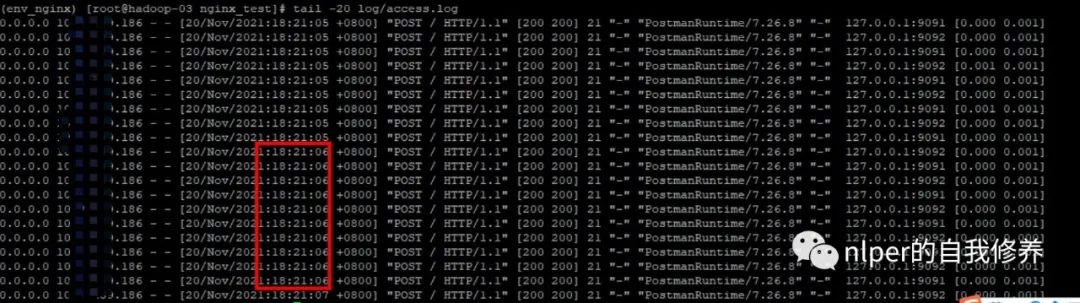 (env_nginx) [root@hadoop-03 nginx_test]# tail -20 log/access.log
0.0.0.0 10 .186 - - [20/Nov/2021:18:21:05 +0800] "POST / HTTP/1.1" [200 200] 21 "-" "PostmanRuntime/7.26.8" "-" 127.0.0.1:9091 [0.000 0.001]
0.0.0.0 10 .186 - - [20/Nov/2021:18:21:05 +0800] "POST / HTTP/1.1" [200 200] 21 "-" "PostmanRuntime/7.26.8" "-" 127.0.0.1:9092 [0.000 0.001]
0.0.0.0 10 .186 - - [20/Nov/2021:18:21:05 +0800] "POST / HTTP/1.1" [200 200] 21 "-" "PostmanRuntime/7.26.8" "-" 127.0.0.1:9091 [0.000 0.001]
0.0.0.0 10 .186 - - [20/Nov/2021:18:21:05 +0800] "POST / HTTP/1.1" [200 200] 21 "-" "PostmanRuntime/7.26.8" "-" 127.0.0.1:9092 [0.000 0.001]
0.0.0.0 10 .186 - - [20/Nov/2021:18:21:05 +0800] "POST / HTTP/1.1" [200 200] 21 "-" "PostmanRuntime/7.26.8" "-" 127.0.0.1:9091 [0.001 0.001]
0.0.0.0 10 .186 - - [20/Nov/2021:18:21:05 +0800] "POST / HTTP/1.1" [200 200] 21 "-" "PostmanRuntime/7.26.8" "-" 127.0.0.1:9092 [0.000 0.001]
0.0.0.0 10 .186 - - [20/Nov/2021:18:21:05 +0800] "POST / HTTP/1.1" [200 200] 21 "-" "PostmanRuntime/7.26.8" "-" 127.0.0.1:9091 [0.001 0.001]
0.0.0.0 10 .186 - - [20/Nov/2021:18:21:05 +0800] "POST / HTTP/1.1" [200 200] 21 "-" "PostmanRuntime/7.26.8" "-" 127.0.0.1:9092 [0.000 0.001]
0.0.0.0 10 .186 - - [20/Nov/2021:18:21:05 +0800] "POST / HTTP/1.1" [200 200] 21 "-" "PostmanRuntime/7.26.8" "-" 127.0.0.1:9091 [0.000 0.001]
0.0.0.0 10 .186 - - [20/Nov/2021:18:21:06 +0800] "POST / HTTP/1.1" [200 200] 21 "-" "PostmanRuntime/7.26.8" "-" 127.0.0.1:9092 [0.000 0.001]
0.0.0.0 10 .186 - - [20/Nov/2021:18:21:06 +0800] "POST / HTTP/1.1" [200 200] 21 "-" "PostmanRuntime/7.26.8" "-" 127.0.0.1:9091 [0.000 0.001]
0.0.0.0 10 .186 - - [20/Nov/2021:18:21:06 +0800] "POST / HTTP/1.1" [200 200] 21 "-" "PostmanRuntime/7.26.8" "-" 127.0.0.1:9092 [0.000 0.001]
0.0.0.0 10 .186 - - [20/Nov/2021:18:21:06 +0800] "POST / HTTP/1.1" [200 200] 21 "-" "PostmanRuntime/7.26.8" "-" 127.0.0.1:9091 [0.000 0.001]
0.0.0.0 10 .186 - - [20/Nov/2021:18:21:06 +0800] "POST / HTTP/1.1" [200 200] 21 "-" "PostmanRuntime/7.26.8" "-" 127.0.0.1:9092 [0.000 0.001]
0.0.0.0 10 .186 - - [20/Nov/2021:18:21:06 +0800] "POST / HTTP/1.1" [200 200] 21 "-" "PostmanRuntime/7.26.8" "-" 127.0.0.1:9091 [0.000 0.001]
0.0.0.0 10 .186 - - [20/Nov/2021:18:21:06 +0800] "POST / HTTP/1.1" [200 200] 21 "-" "PostmanRuntime/7.26.8"
0.0.0.0 10 .186 - - [20/Nov/2021:18:21:06 +0800] "POST / HTTP/1.1" [200 200] 21 "-" "PostmanRuntime/7.26.8" nlper的自我修养
0.0.0.0 10 .186 - - [20/Nov/2021:18:21:06 +0800] "POST / HTTP/1.1" [200 200] 21 "-" "PostmanRuntime/7.26.8"
0.0.0.0 10 .186 - - [20/Nov/2021:18:21:06 +0800] "POST / HTTP/1.1" [200 200] 21 "-" "PostmanRuntime/7.26.8" "-" 127.0.0.1:9091 [0.000 0.001]
0.0.0.0 10 .186 - - [20/Nov/2021:18:21:07 +0800] "POST / HTTP/1.1" [200 200] 21 "-" "PostmanRuntime/7.26.8" "-" 127.0.0.1:9092